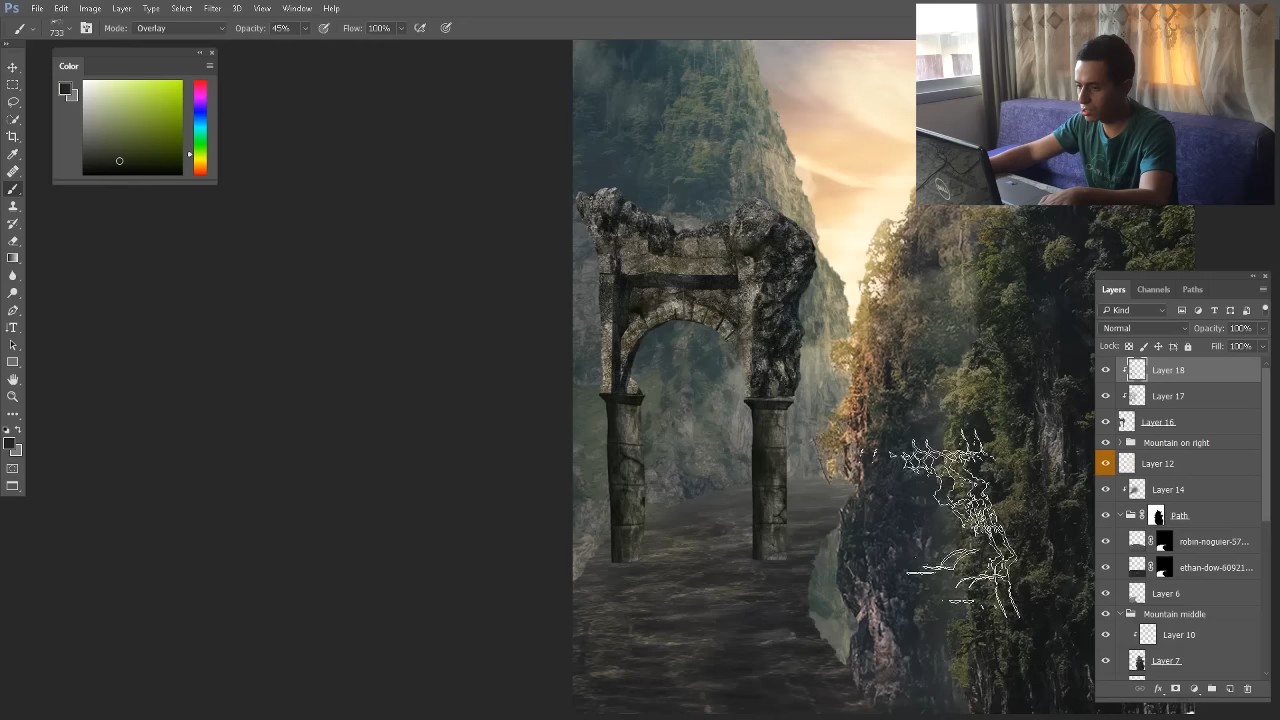 Ps File Edit Image Layer Type Select Filter 3D View Window Help
733 Mode: Overlay Opacity: 45% Flow: 100%
Color
DELL
Layers Channels Paths
Kind
Normal Opacity: 100%
Lock: Fill: 100%
Layer 18
Layer 17
Layer 16
Mountain on right
Layer 12
Layer 14
Path
robin-noguier-57...
ethan-dow-60921...
Layer 6
Mountain middle
Layer 10
Layer 7
fx